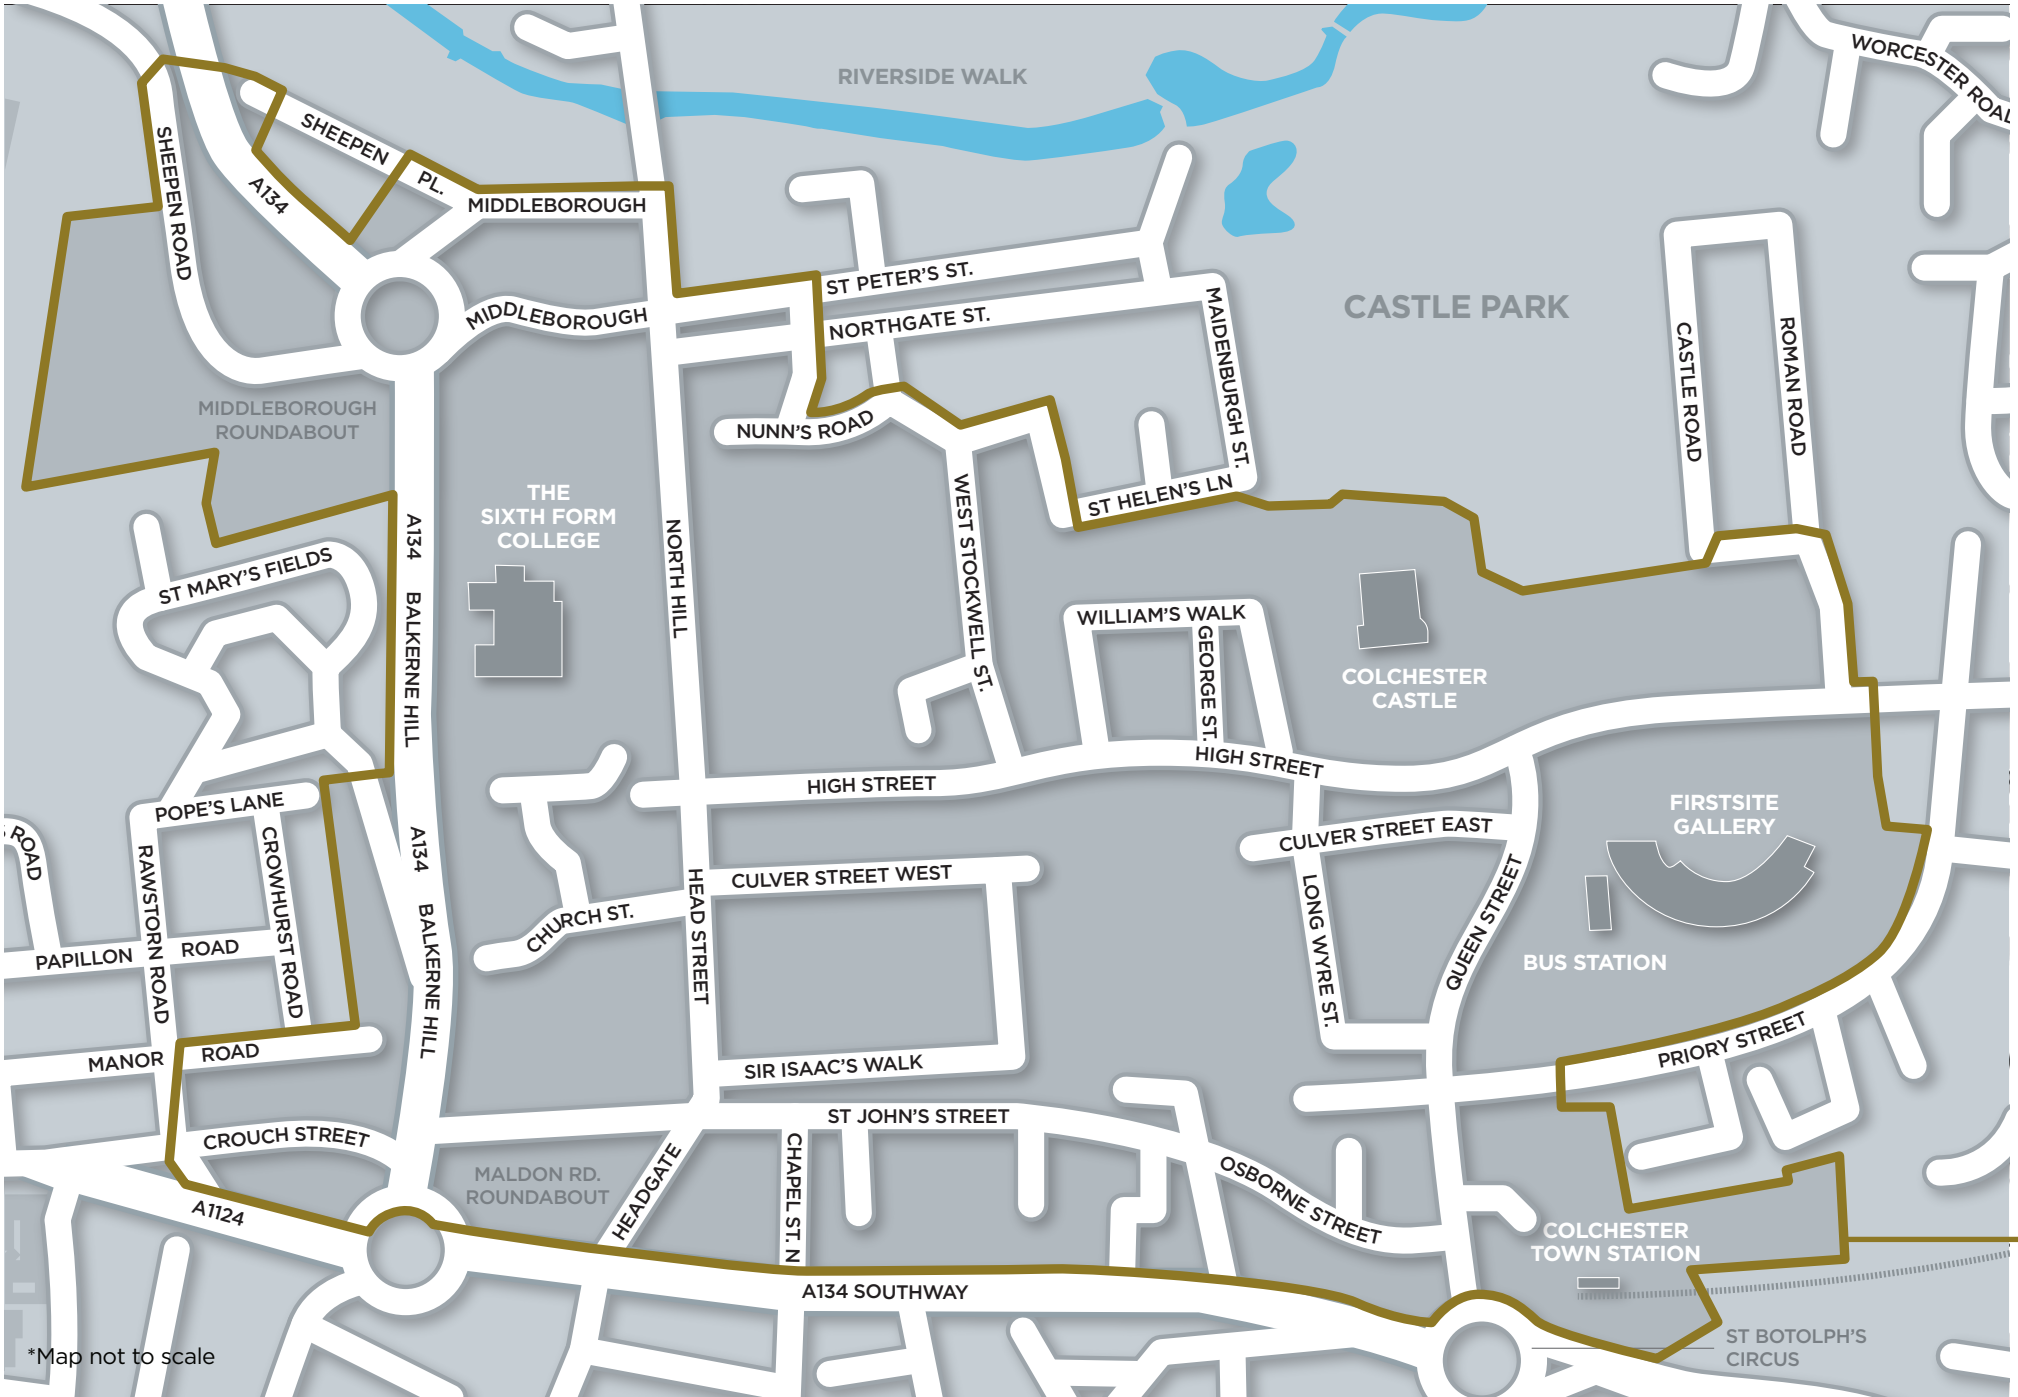 WORCESTER ROAD
RIVERSIDE WALK
SHEEPEN
PL.
SHEEPEN ROAD
A134
MIDDLEBOROUGH
ST PETER'S ST.
MIDDLEBOROUGH
NORTHGATE ST.
MAIDENBURGH ST.
CASTLE PARK
CASTLE ROAD
ROMAN ROAD
MIDDLEBOROUGH
ROUNDABOUT
NUNN'S ROAD
THE
SIXTH FORM
COLLEGE
ST HELEN'S LN
WEST STOCKWELL ST.
NORTH HILL
A134
BALKERNE HILL
ST MARY'S FIELDS
WILLIAM'S WALK
GEORGE ST.
COLCHESTER
CASTLE
HIGH STREET
HIGH STREET
POPE'S LANE
CROWHURST ROAD
RAWSTORN ROAD
ROAD
A134
BALKERNE HILL
FIRSTSITE
GALLERY
CULVER STREET EAST
CULVER STREET WEST
HEAD STREET
LONG WYRE ST.
QUEEN STREET
CHURCH ST.
PAPILLON
ROAD
BUS STATION
MANOR
ROAD
SIR ISAAC'S WALK
PRIORY STREET
CROUCH STREET
ST JOHN'S STREET
MALDON RD.
ROUNDABOUT
HEADGATE
CHAPEL ST. N
OSBORNE STREET
A1124
COLCHESTER
TOWN STATION
A134 SOUTHWAY
ST BOTOLPH'S
CIRCUS
*Map not to scale